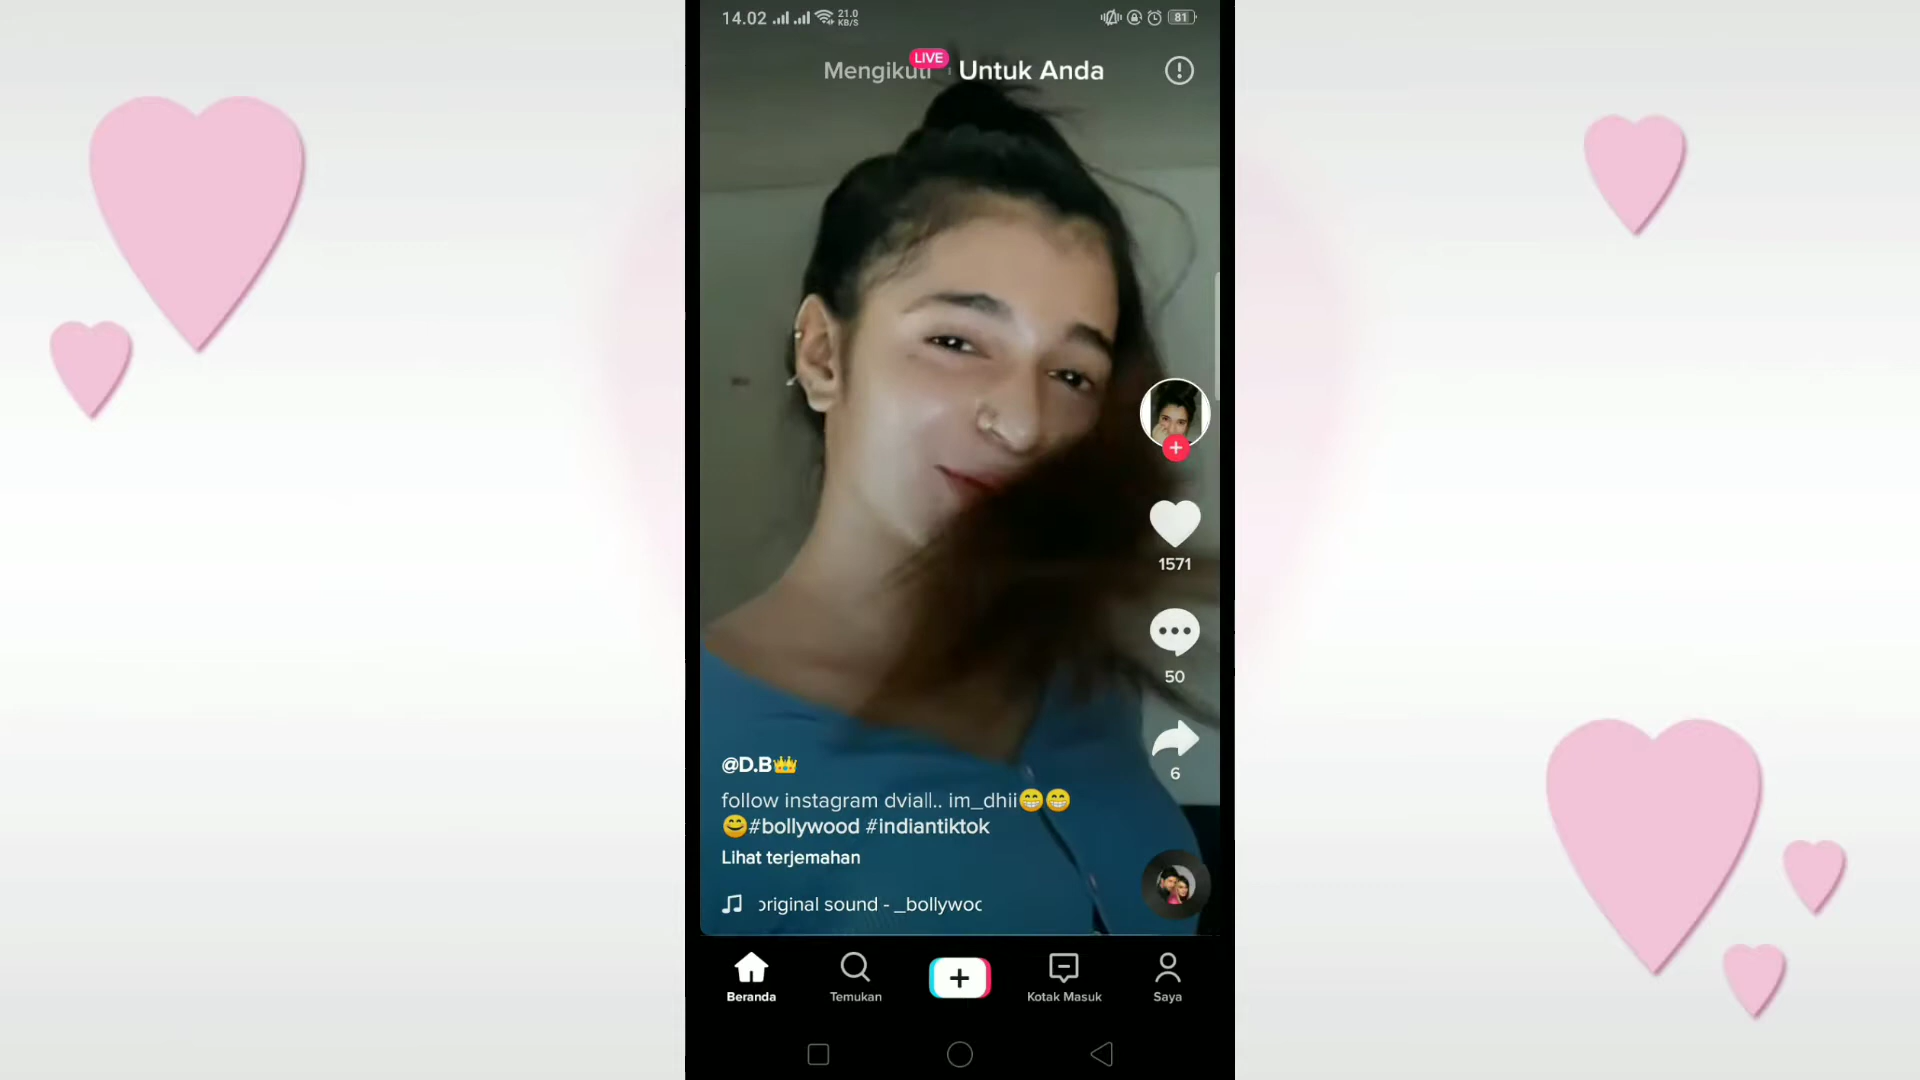 14.02
21.0
KB/S
81
Mengikuti
LIVE
Untuk Anda
1571
50
6
@D.B👑
follow instagram dviall.. im_dhii😁😁
😊#bollywood #indiantiktok
Lihat terjemahan
original sound - _bollywoo
Beranda
Temukan
Kotak Masuk
Saya